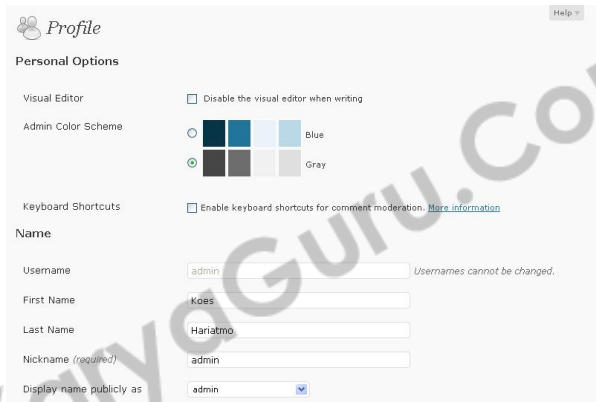 Help
Profile
Personal Options
Visual Editor Disable the visual editor when writing
Admin Color Scheme
Blue
Gray
Keyboard Shortcuts Enable keyboard shortcuts for comment moderation. More information
Name
Username admin Usernames cannot be changed.
First Name Koes
Last Name Hariatmo
Nickname (required) admin
Display name publicly as admin
KaryaGuru.Com